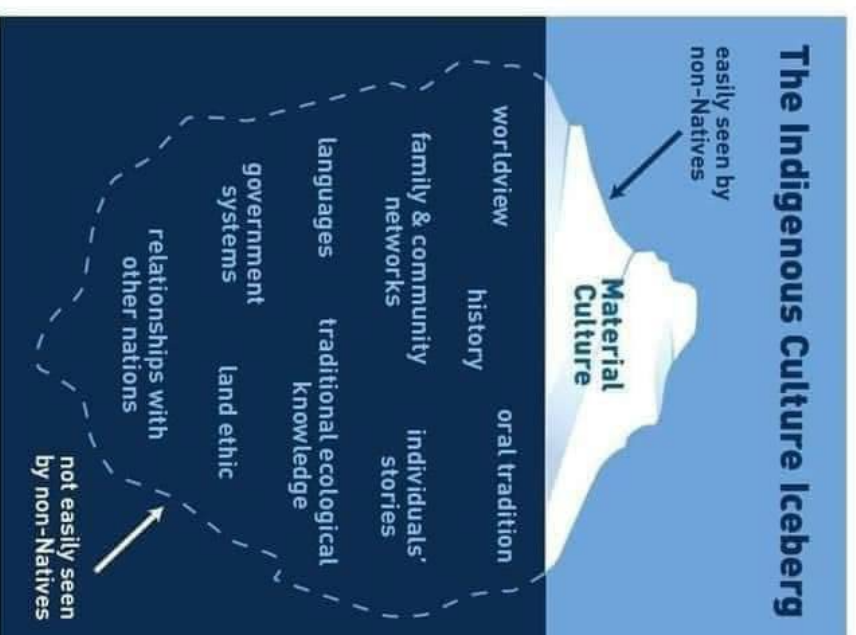 The Indigenous Culture Iceberg
easily seen by
non-Natives
Material
Culture
worldview
history
oral tradition
family & community
networks
individuals'
stories
languages
traditional ecological
knowledge
government
systems
land ethic
relationships with
other nations
not easily seen
by non-Natives